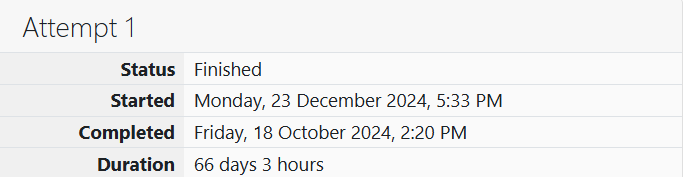 Attempt 1
Status Finished
Started Monday, 23 December 2024, 5:33 PM
Completed Friday, 18 October 2024, 2:20 PM
Duration 66 days 3 hours